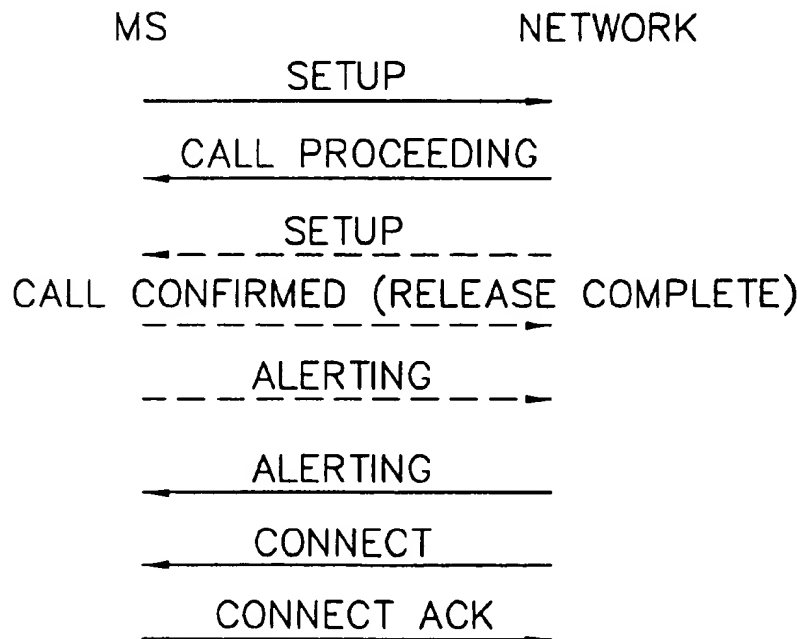 MS NETWORK
SETUP
CALL PROCEEDING
SETUP
CALL CONFIRMED (RELEASE COMPLETE)
ALERTING
ALERTING
CONNECT
CONNECT ACK